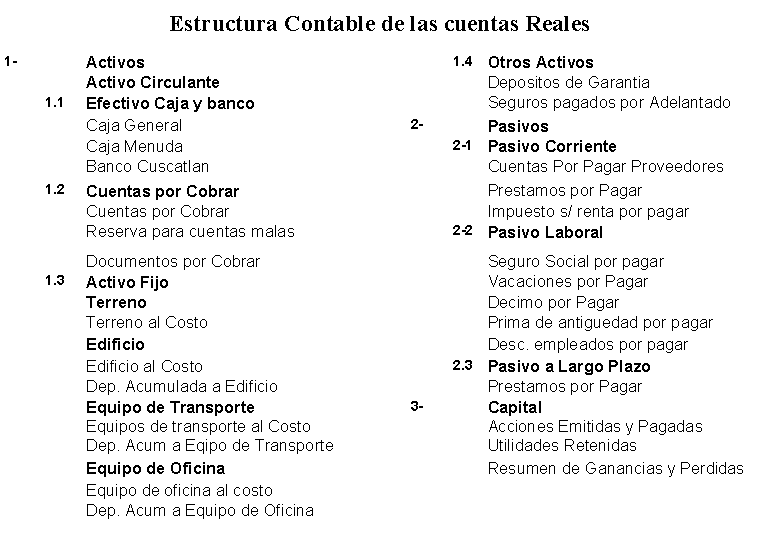 Estructura Contable de las cuentas Reales
1- Activos
Activo Circulante
1.1 Efectivo Caja y banco
Caja General
Caja Menuda
Banco Cuscatlan
1.2 Cuentas por Cobrar
Cuentas por Cobrar
Reserva para cuentas malas
Documentos por Cobrar
1.3 Activo Fijo
Terreno
Terreno al Costo
Edificio
Edificio al Costo
Dep. Acumulada a Edificio
Equipo de Transporte
Equipos de transporte al Costo
Dep. Acum a Eqipo de Transporte
Equipo de Oficina
Equipo de oficina al costo
Dep. Acum a Equipo de Oficina
1.4 Otros Activos
Depositos de Garantia
Seguros pagados por Adelantado
2- Pasivos
2-1 Pasivo Corriente
Cuentas Por Pagar Proveedores
Prestamos por Pagar
Impuesto s/ renta por pagar
2-2 Pasivo Laboral
Seguro Social por pagar
Vacaciones por Pagar
Decimo por Pagar
Prima de antiguedad por pagar
Desc. empleados por pagar
2.3 Pasivo a Largo Plazo
Prestamos por Pagar
3- Capital
Acciones Emitidas y Pagadas
Utilidades Retenidas
Resumen de Ganancias y Perdidas